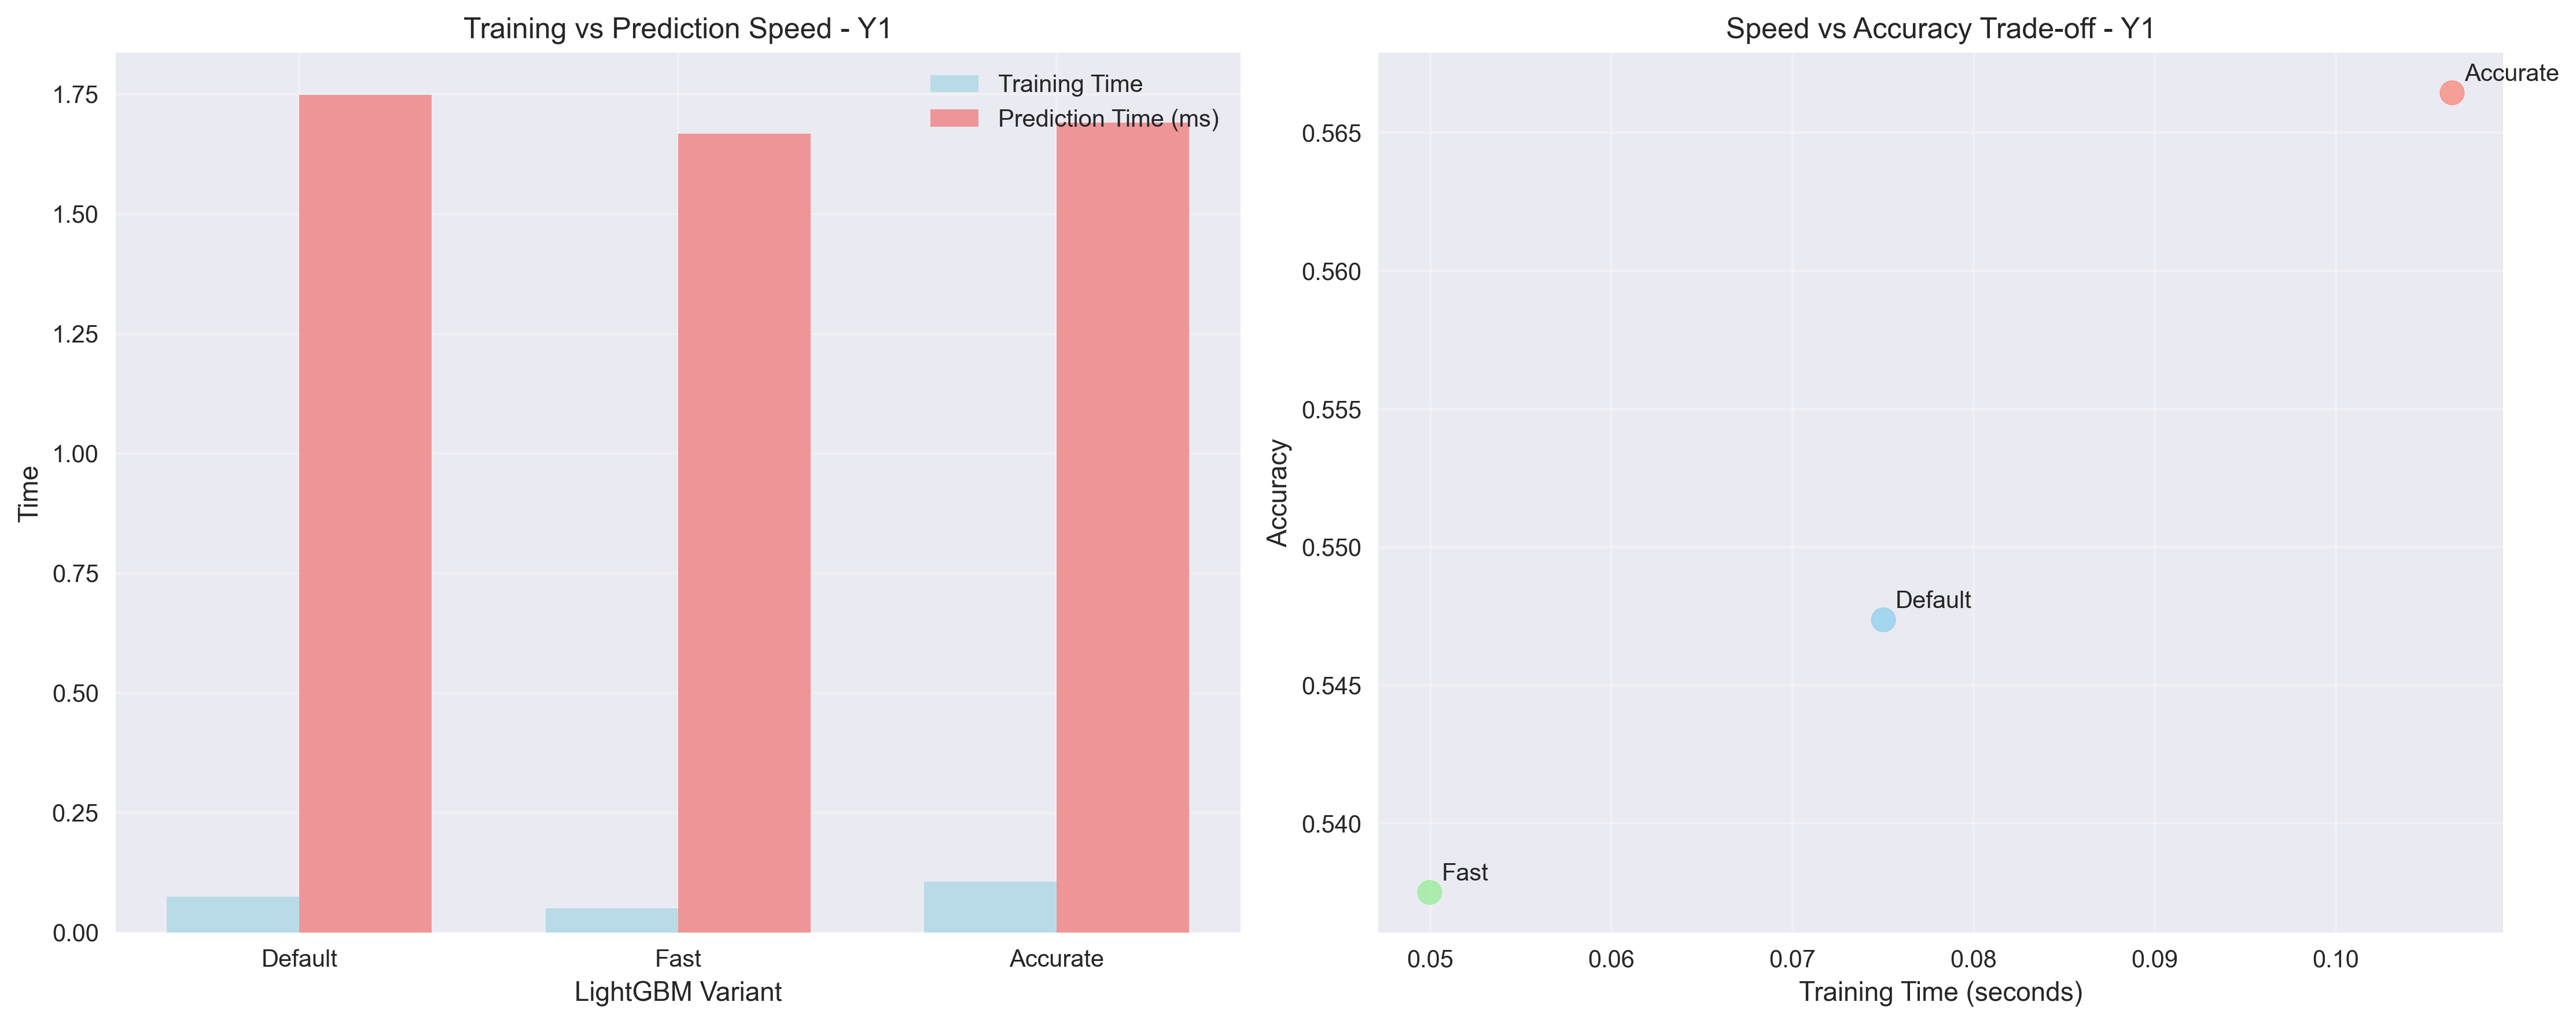 Training vs Prediction Speed - Y1
Training Time
Prediction Time (ms)
1.75
1.50
1.25
1.00
0.75
0.50
0.25
0.00
Time
Default
Fast
Accurate
LightGBM Variant
Speed vs Accuracy Trade-off - Y1
Accurate
Default
Fast
0.565
0.560
0.555
0.550
0.545
0.540
Accuracy
0.05
0.06
0.07
0.08
0.09
0.10
Training Time (seconds)